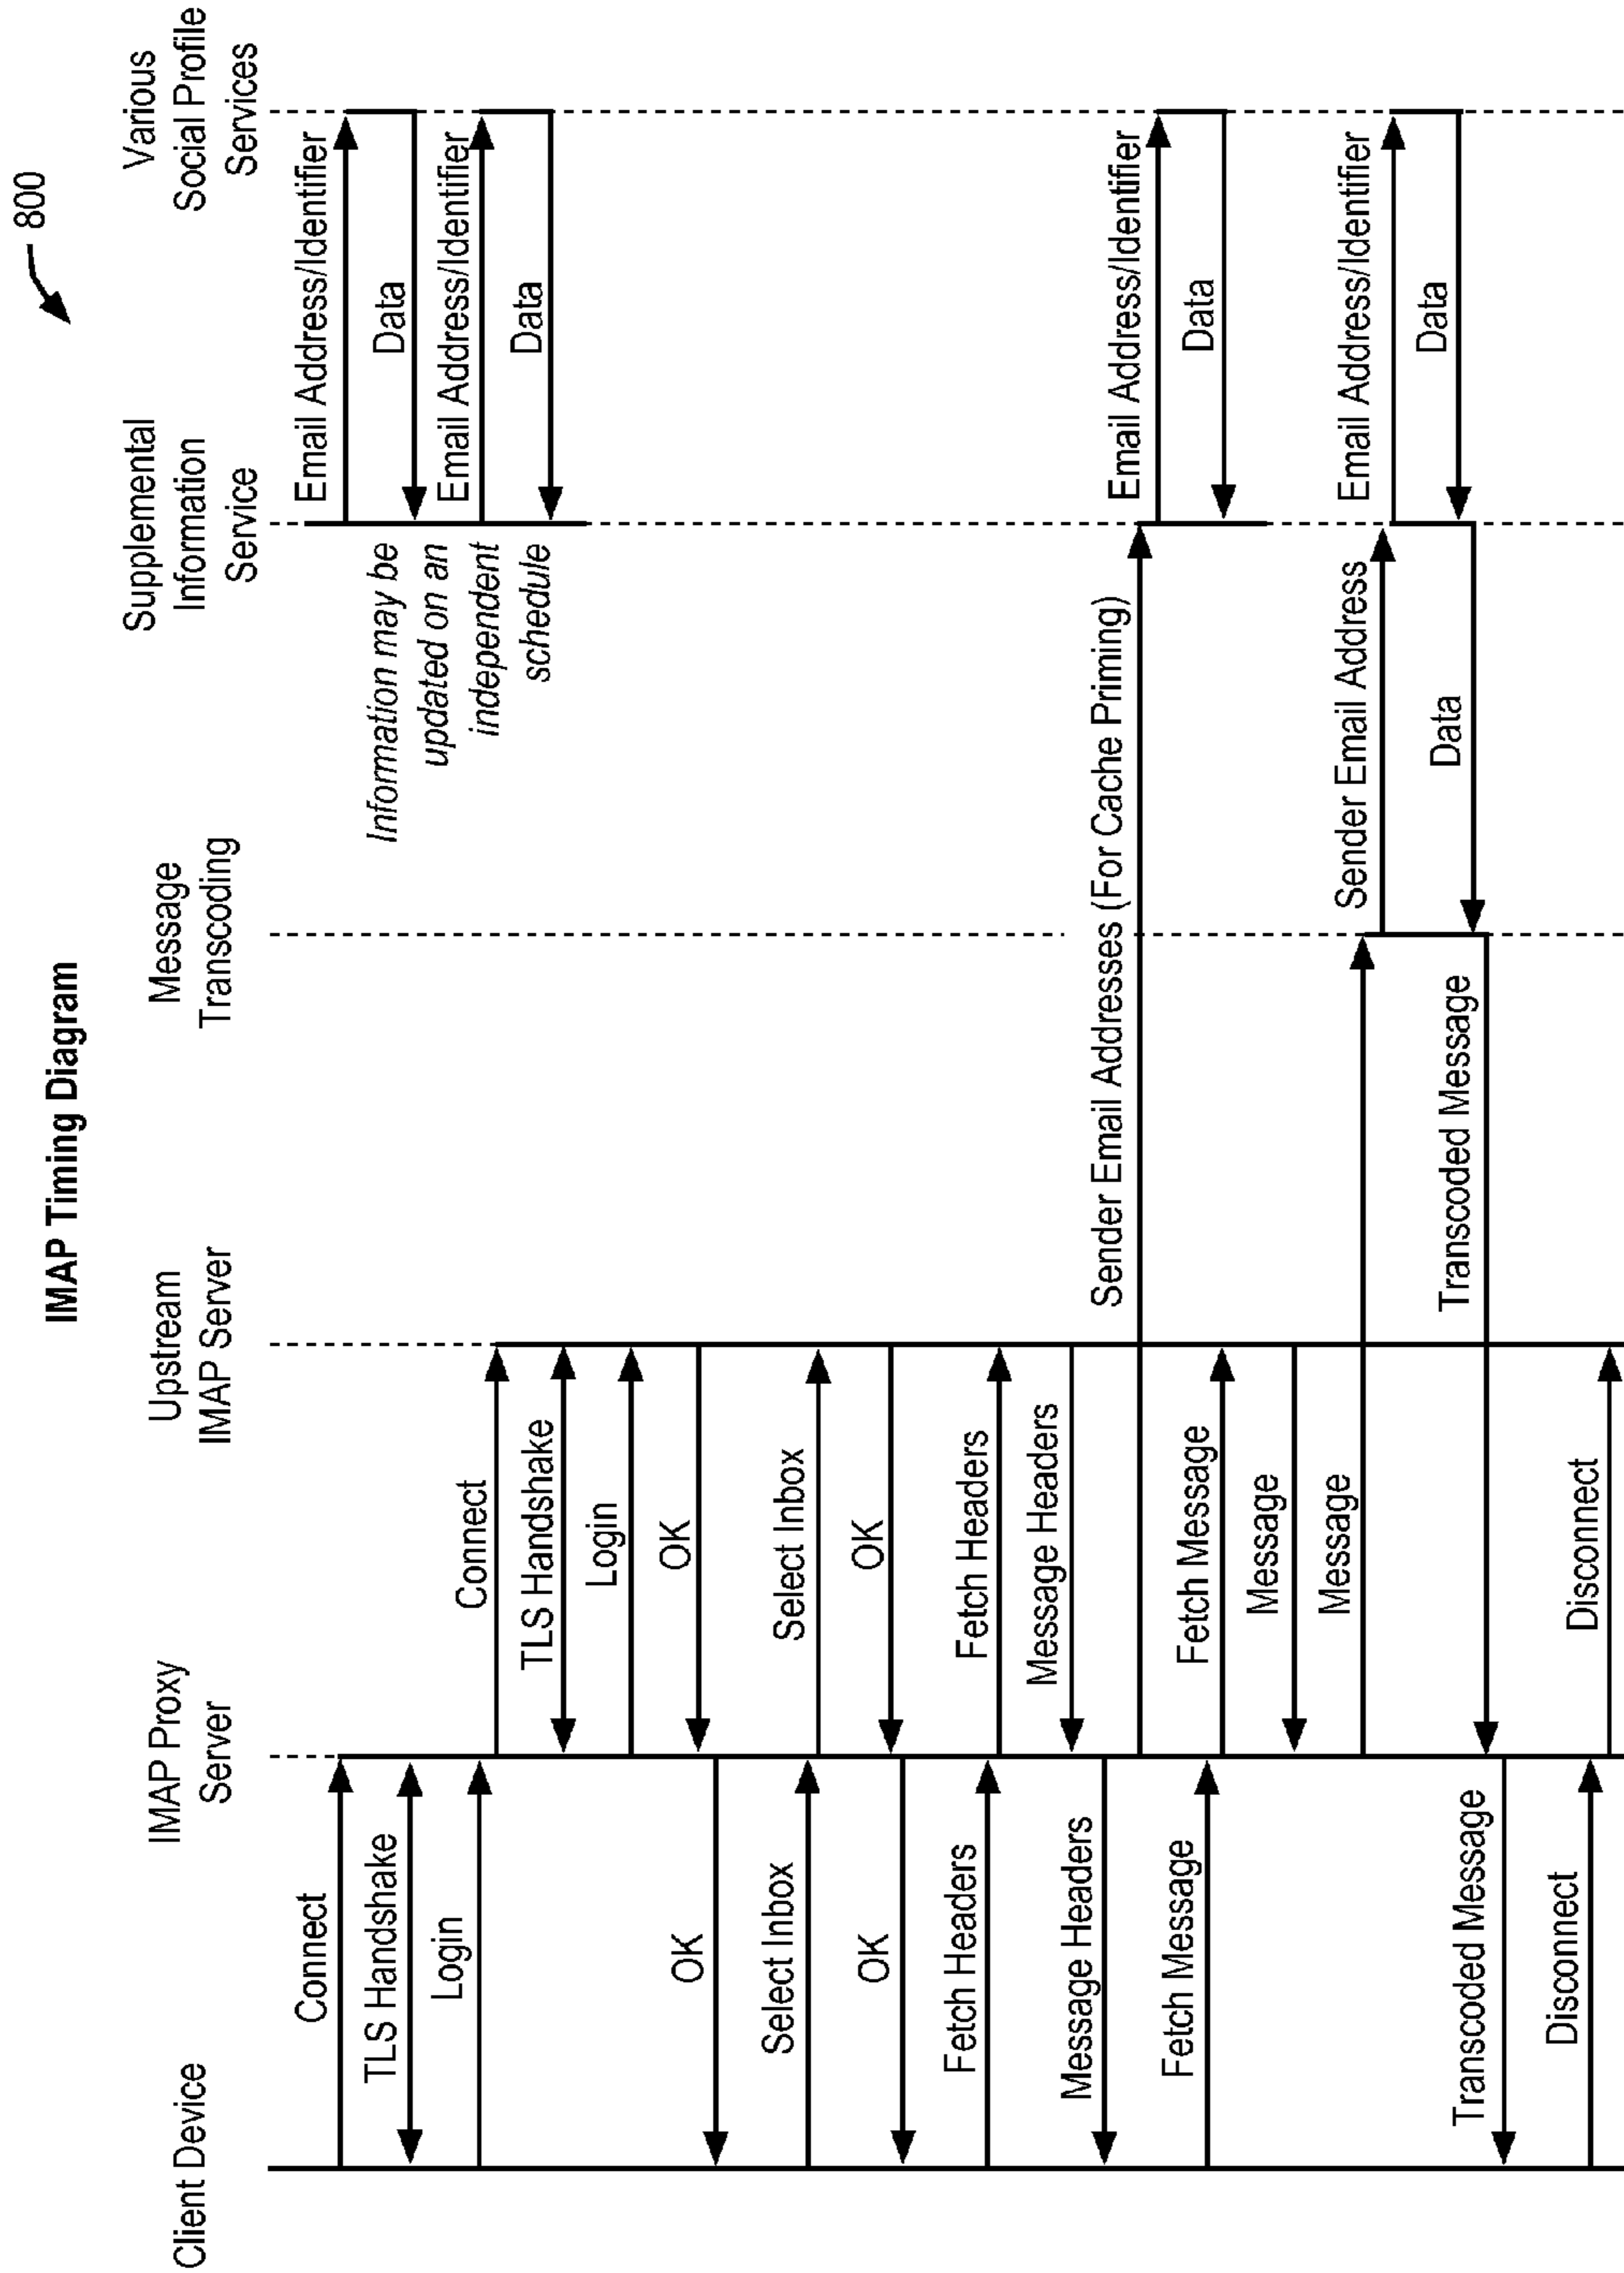 IMAP Timing Diagram
800
Client Device
IMAP Proxy
Server
Upstream
IMAP Server
Message
Transcoding
Supplemental
Information
Service
Various
Social Profile
Services
Connect
TLS Handshake
Login
OK
Select Inbox
OK
Fetch Headers
Message Headers
Fetch Message
Transcoded Message
Disconnect
Connect
TLS Handshake
Login
OK
Select Inbox
OK
Fetch Headers
Message Headers
Fetch Message
Message
Message
Disconnect
Sender Email Addresses (For Cache Priming)
Transcoded Message
Information may be
updated on an
independent
schedule
Sender Email Address
Data
Email Address/Identifier
Data
Email Address/Identifier
Data
Email Address/Identifier
Data
Email Address/Identifier
Data